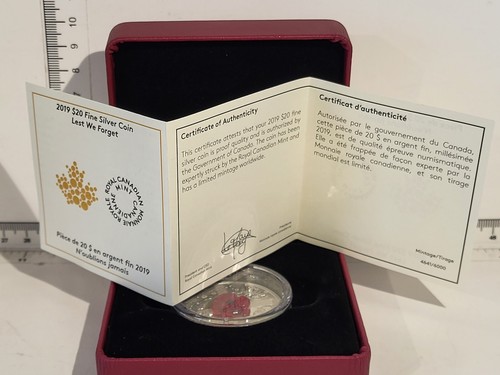 2019 $20 Fine Silver Coin
Lest We Forget
ROYAL CANADIAN MINT
MONNAIE ROYALE CANADIENNE
Pièce de 20 $ en argent fin 2019
N'oublions jamais
Certificate of Authenticity
This certificate attests that your 2019 $20 fine
silver coin is proof quality and is authorized by
the Government of Canada. The coin has been
expertly struck by the Royal Canadian Mint and
has a limited mintage worldwide.
Certificat d'authenticité
Autorisée par le gouvernement du Canada,
cette pièce de 20 $ en argent fin, millésimée
2019, est de qualité épreuve numismatique.
Elle a été frappée de façon experte par la
Monnaie royale canadienne, et son tirage
mondial est limité.
Mintage/Tirage
4641/6000
10
9
8